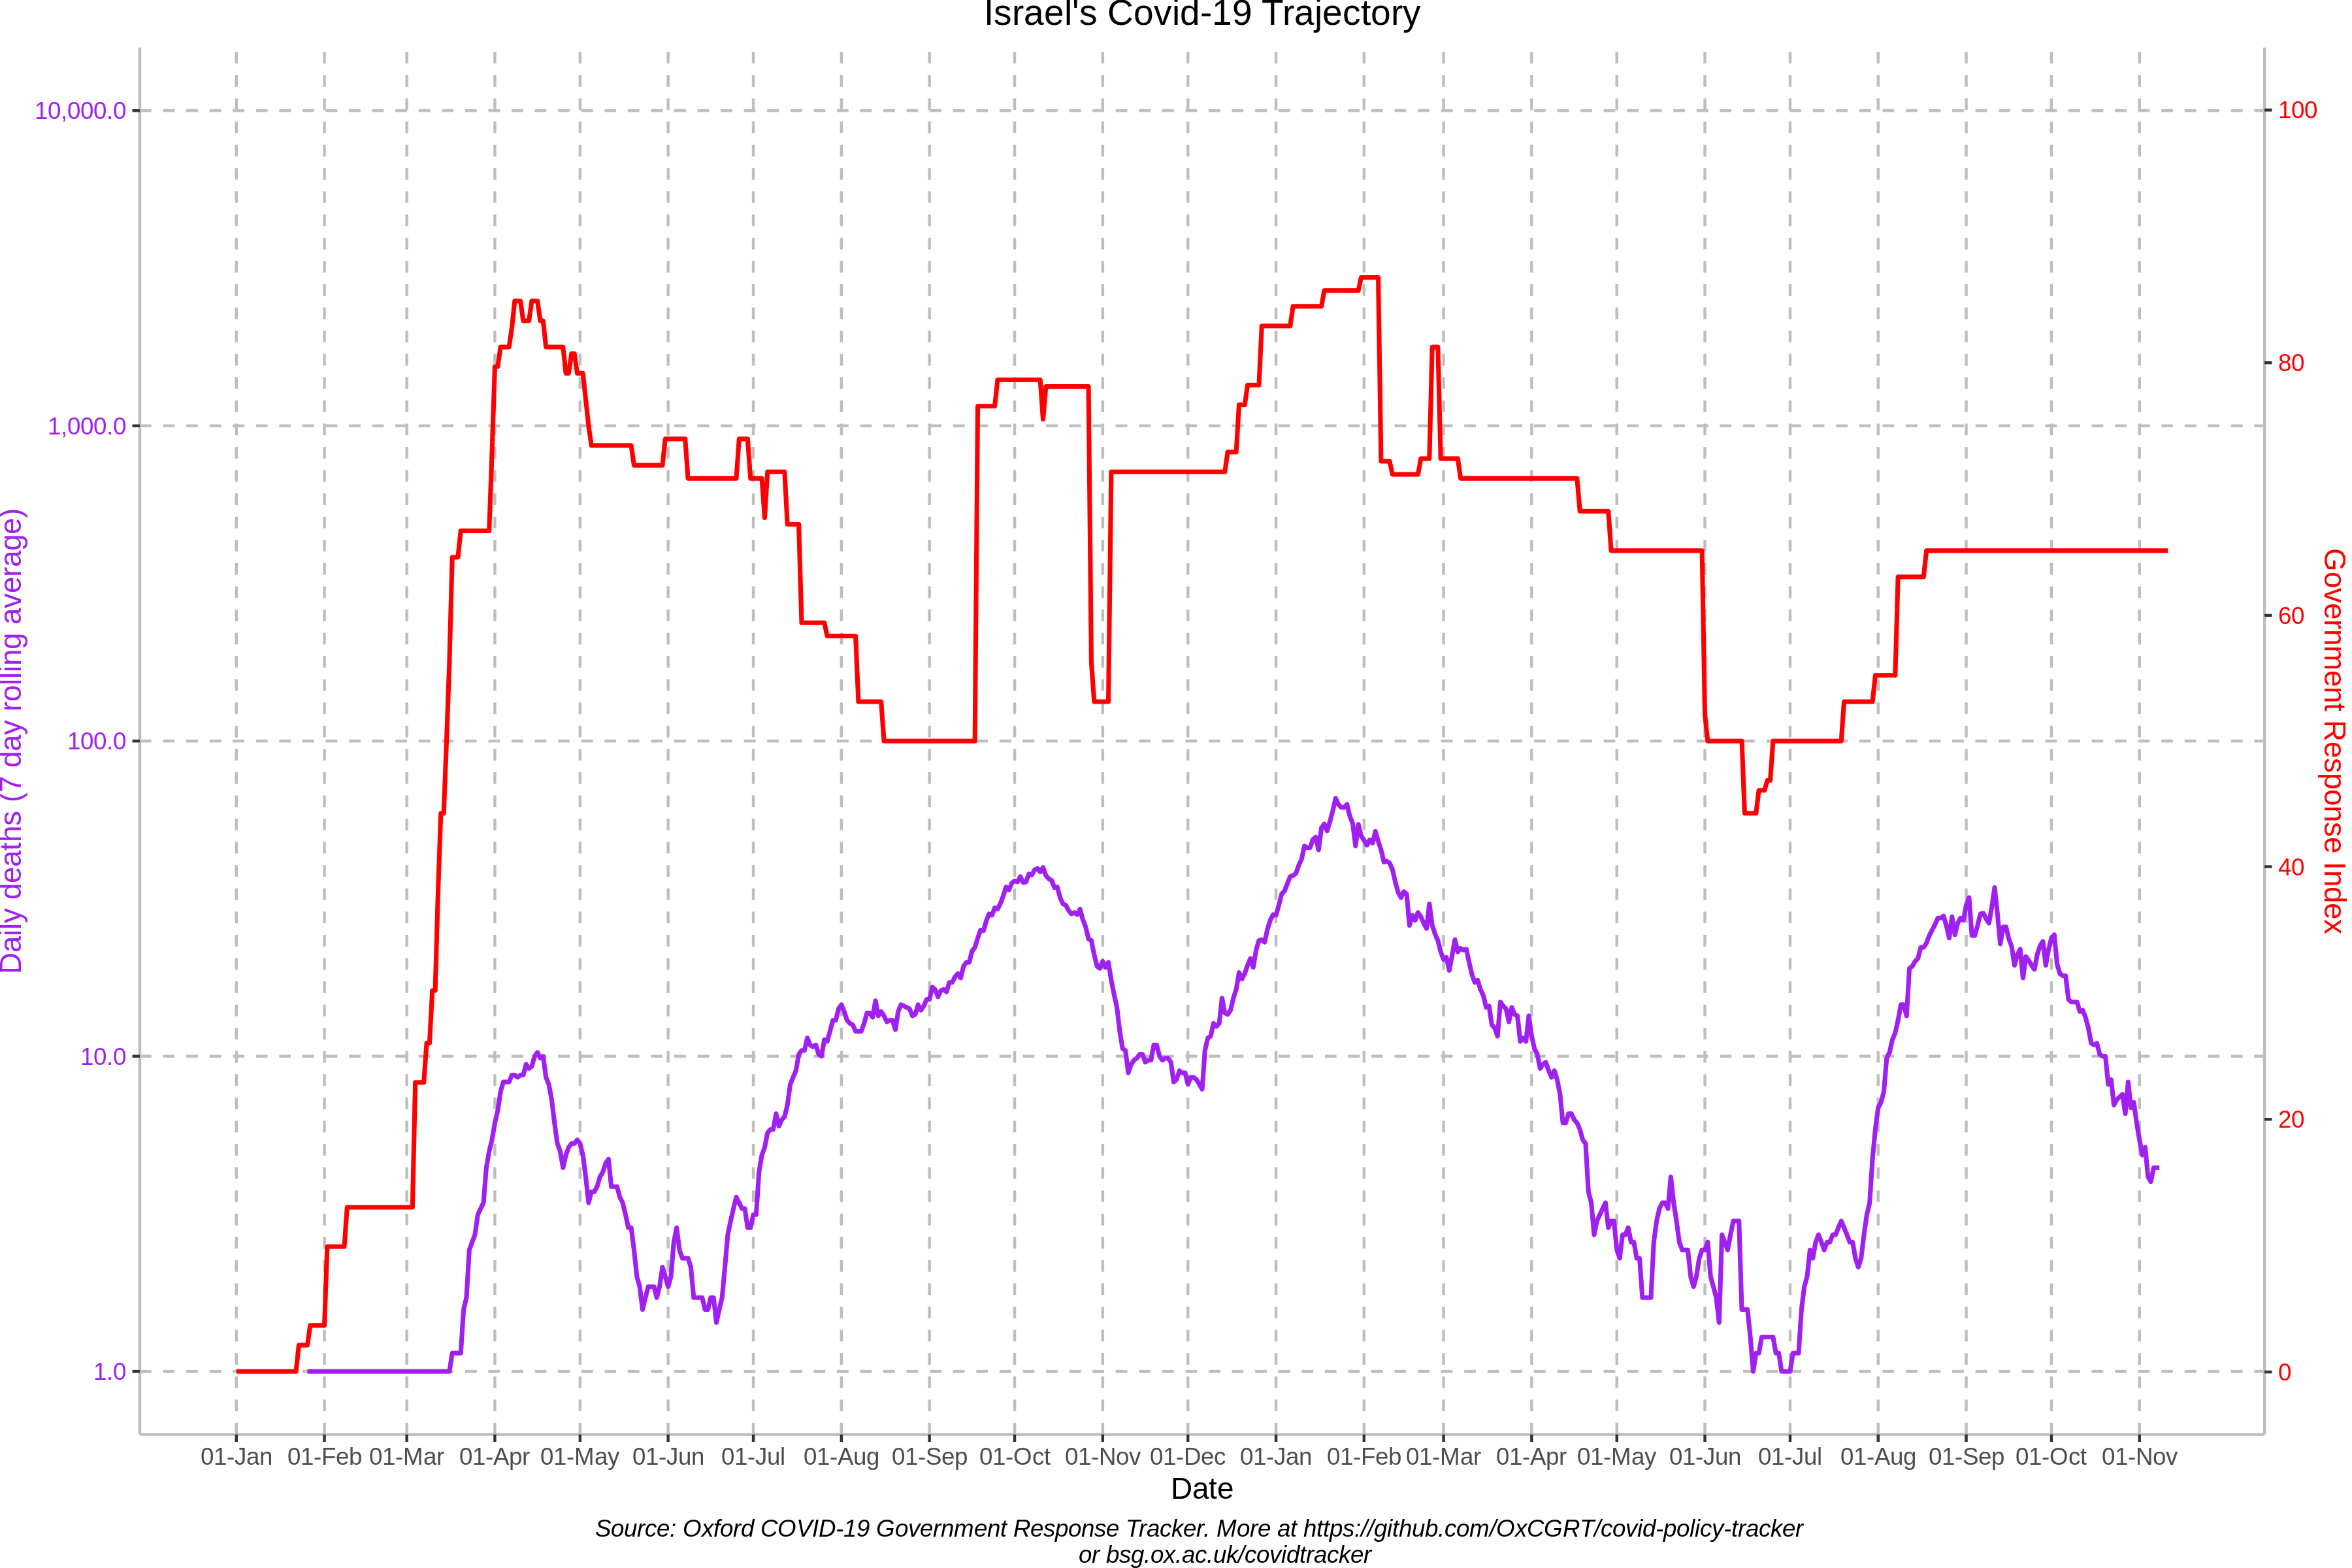 Israel's Covid-19 Trajectory
10,000.0
1,000.0
100.0
10.0
1.0
Daily deaths (7 day rolling average)
100
80
60
40
20
0
Government Response Index
01-Jan 01-Feb 01-Mar 01-Apr 01-May 01-Jun 01-Jul 01-Aug 01-Sep 01-Oct 01-Nov 01-Dec 01-Jan 01-Feb 01-Mar 01-Apr 01-May 01-Jun 01-Jul 01-Aug 01-Sep 01-Oct 01-Nov
Date
Source: Oxford COVID-19 Government Response Tracker. More at https://github.com/OxCGRT/covid-policy-tracker
or bsg.ox.ac.uk/covidtracker